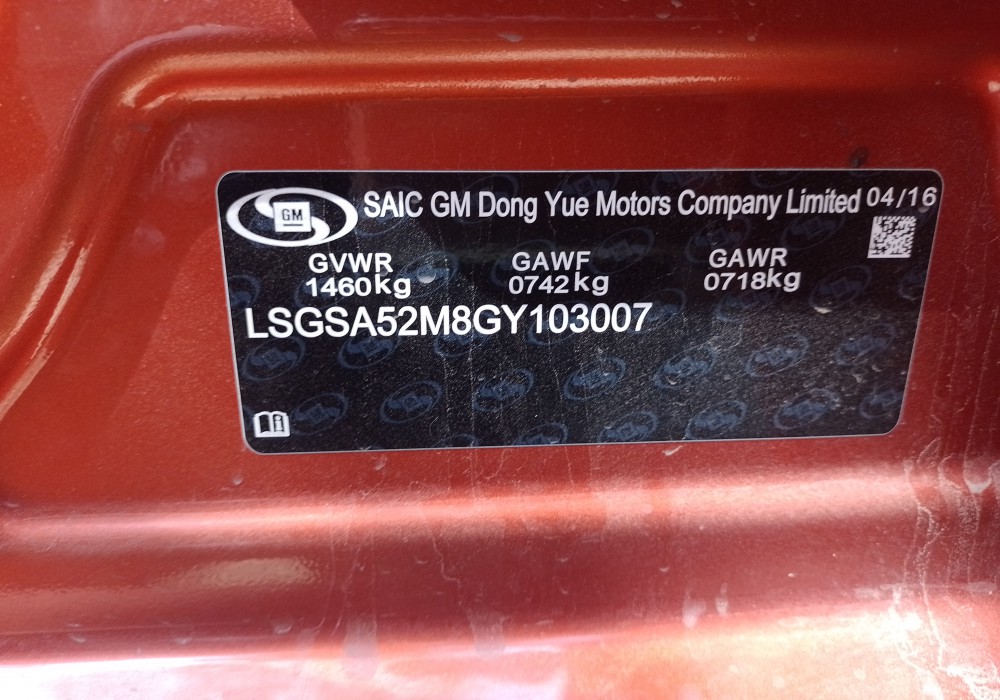 GM
SAIC GM Dong Yue Motors Company Limited 04/16
GVWR GAWF GAWR
1460kg 0742kg 0718kg
LSGSA52M8GY103007